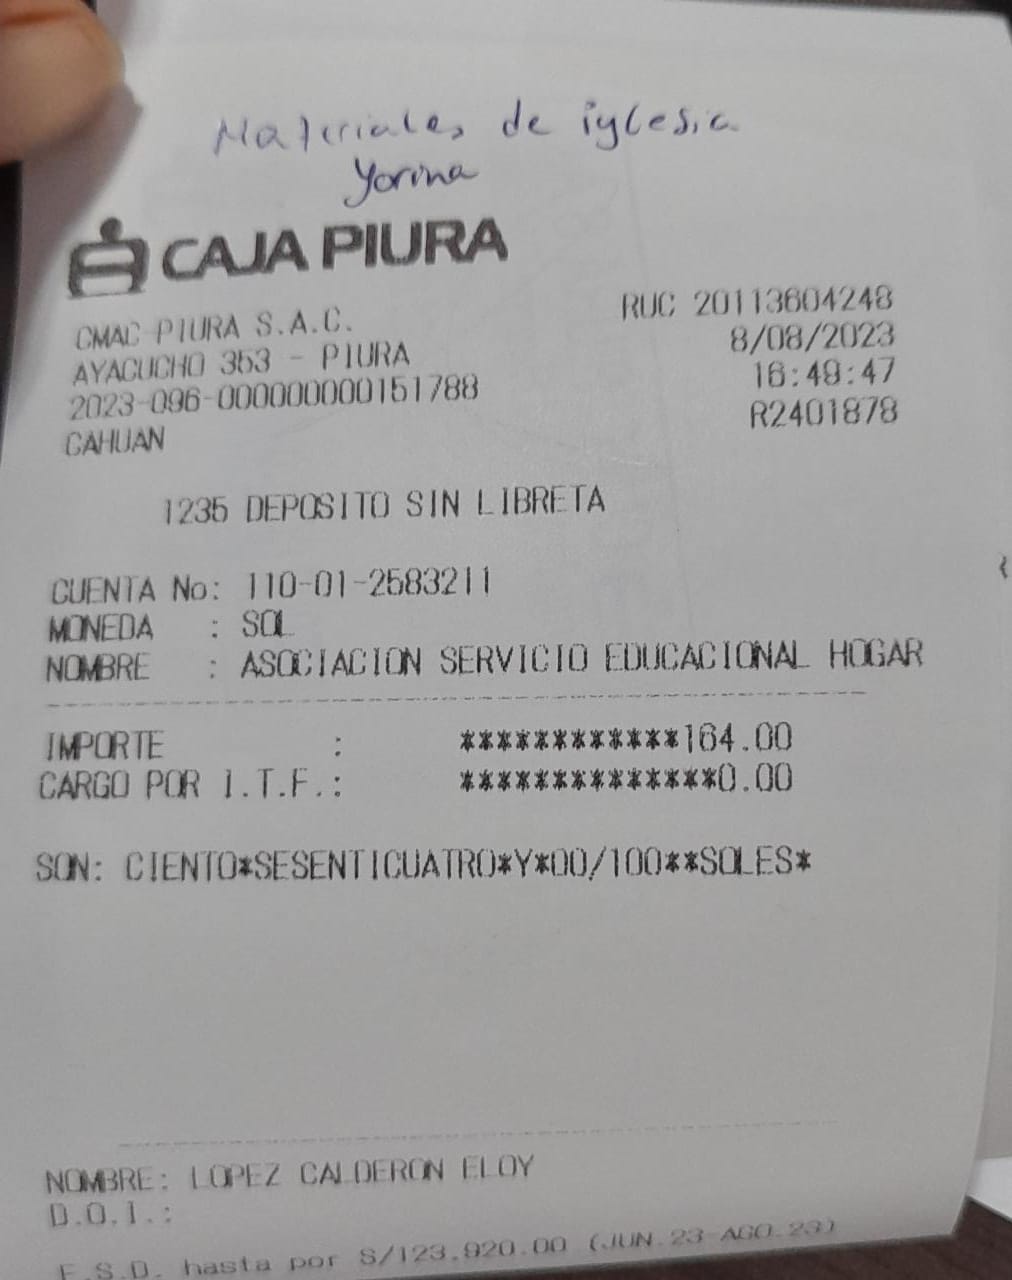 Materiales de iglesia
Yorina
CAJA PIURA
CMAC-PIURA S.A.C.
RUC 20113604248
AYACUCHO 353 - PIURA
8/08/2023
2023-096-000000000151788
16:49:47
CAHUAN
R2401878
1235 DEPOSITO SIN LIBRETA
CUENTA No: 110-01-2583211
MONEDA : SOL
NOMBRE : ASOCIACION SERVICIO EDUCACIONAL HOGAR
IMPORTE : ************164.00
CARGO POR I.T.F.: **************0.00
SON: CIENTO*SESENTICUATRO*Y*00/100**SOLES*
NOMBRE: LOPEZ CALDERON ELOY
D.O.I.:
F.S.D. hasta por S/123,920.00 (JUN.23-AGO.23)